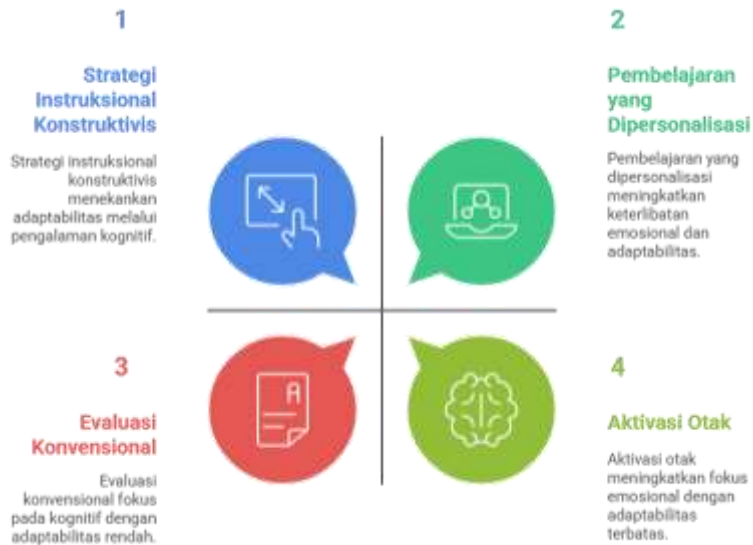 1
Strategi
Instruksional
Konstruktivis
Strategi instruksional
konstruktivis
menekankan
adaptabilitas melalui
pengalaman kognitif.
2
Pembelajaran
yang
Dipersonalisasi
Pembelajaran yang
dipersonalisasi
meningkatkan
keterlibatan
emosional dan
adaptabilitas.
3
Evaluasi
Konvensional
Evaluasi
konvensional fokus
pada kognitif dengan
adaptabilitas rendah.
A
4
Aktivasi Otak
Aktivasi otak
meningkatkan fokus
emosional dengan
adaptabilitas
terbatas.